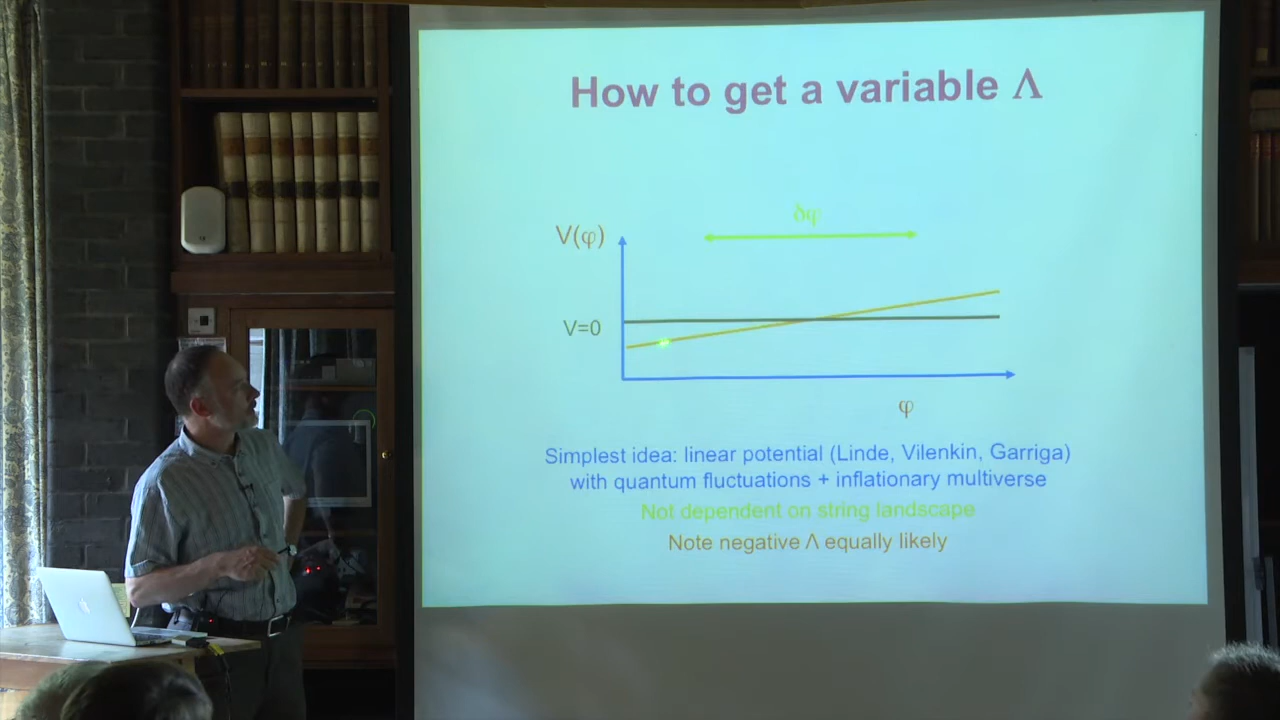 How to get a variable Λ
δφ
V(φ)
V=0
φ
Simplest idea: linear potential (Linde, Vilenkin, Garriga)
with quantum fluctuations + inflationary multiverse
Not dependent on string landscape
Note negative Λ equally likely